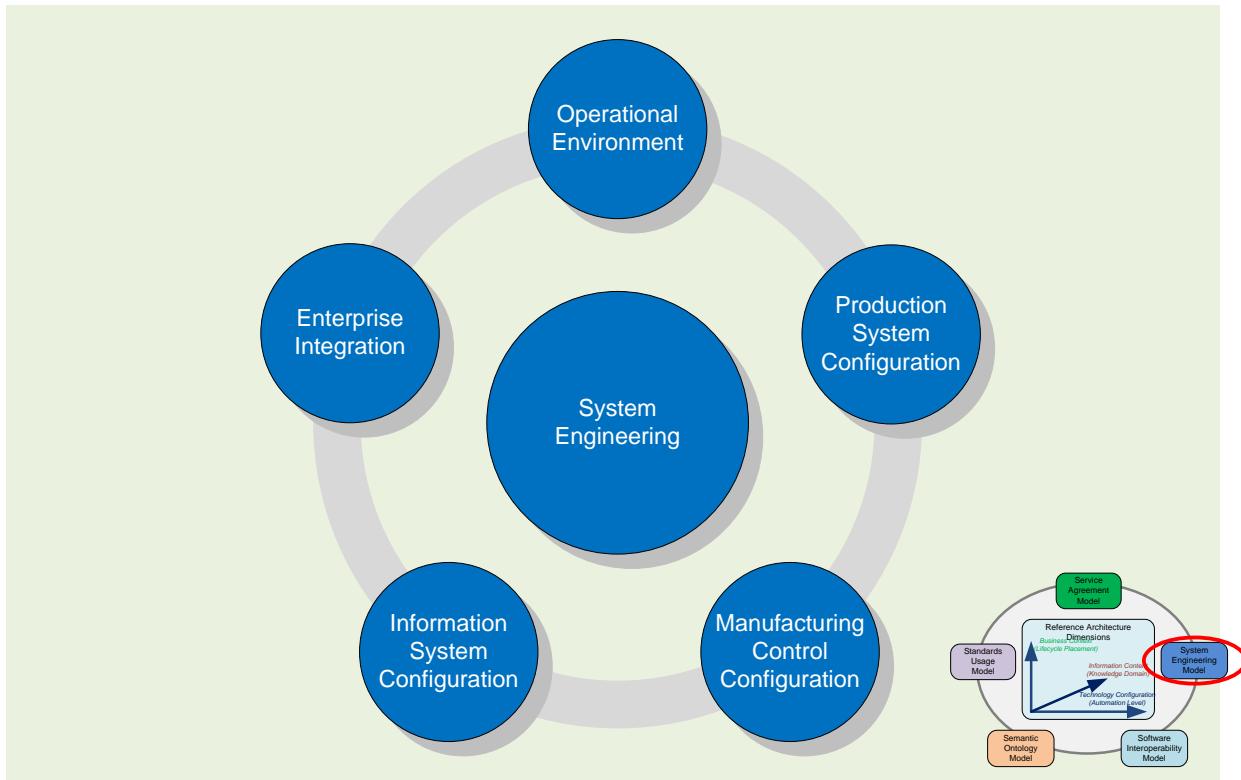 Operational
Environment
Enterprise
Integration
Production
System
Configuration
System
Engineering
Information
System
Configuration
Manufacturing
Control
Configuration
Service
Agreement
Model
Reference Architecture
Dimensions
Business Context
(Lifecycle Placement)
Standards
Usage
Model
System
Engineering
Model
Information Content
(Knowledge Domain)
Technology Configuration
(Automation Level)
Semantic
Ontology
Model
Software
Interoperability
Model